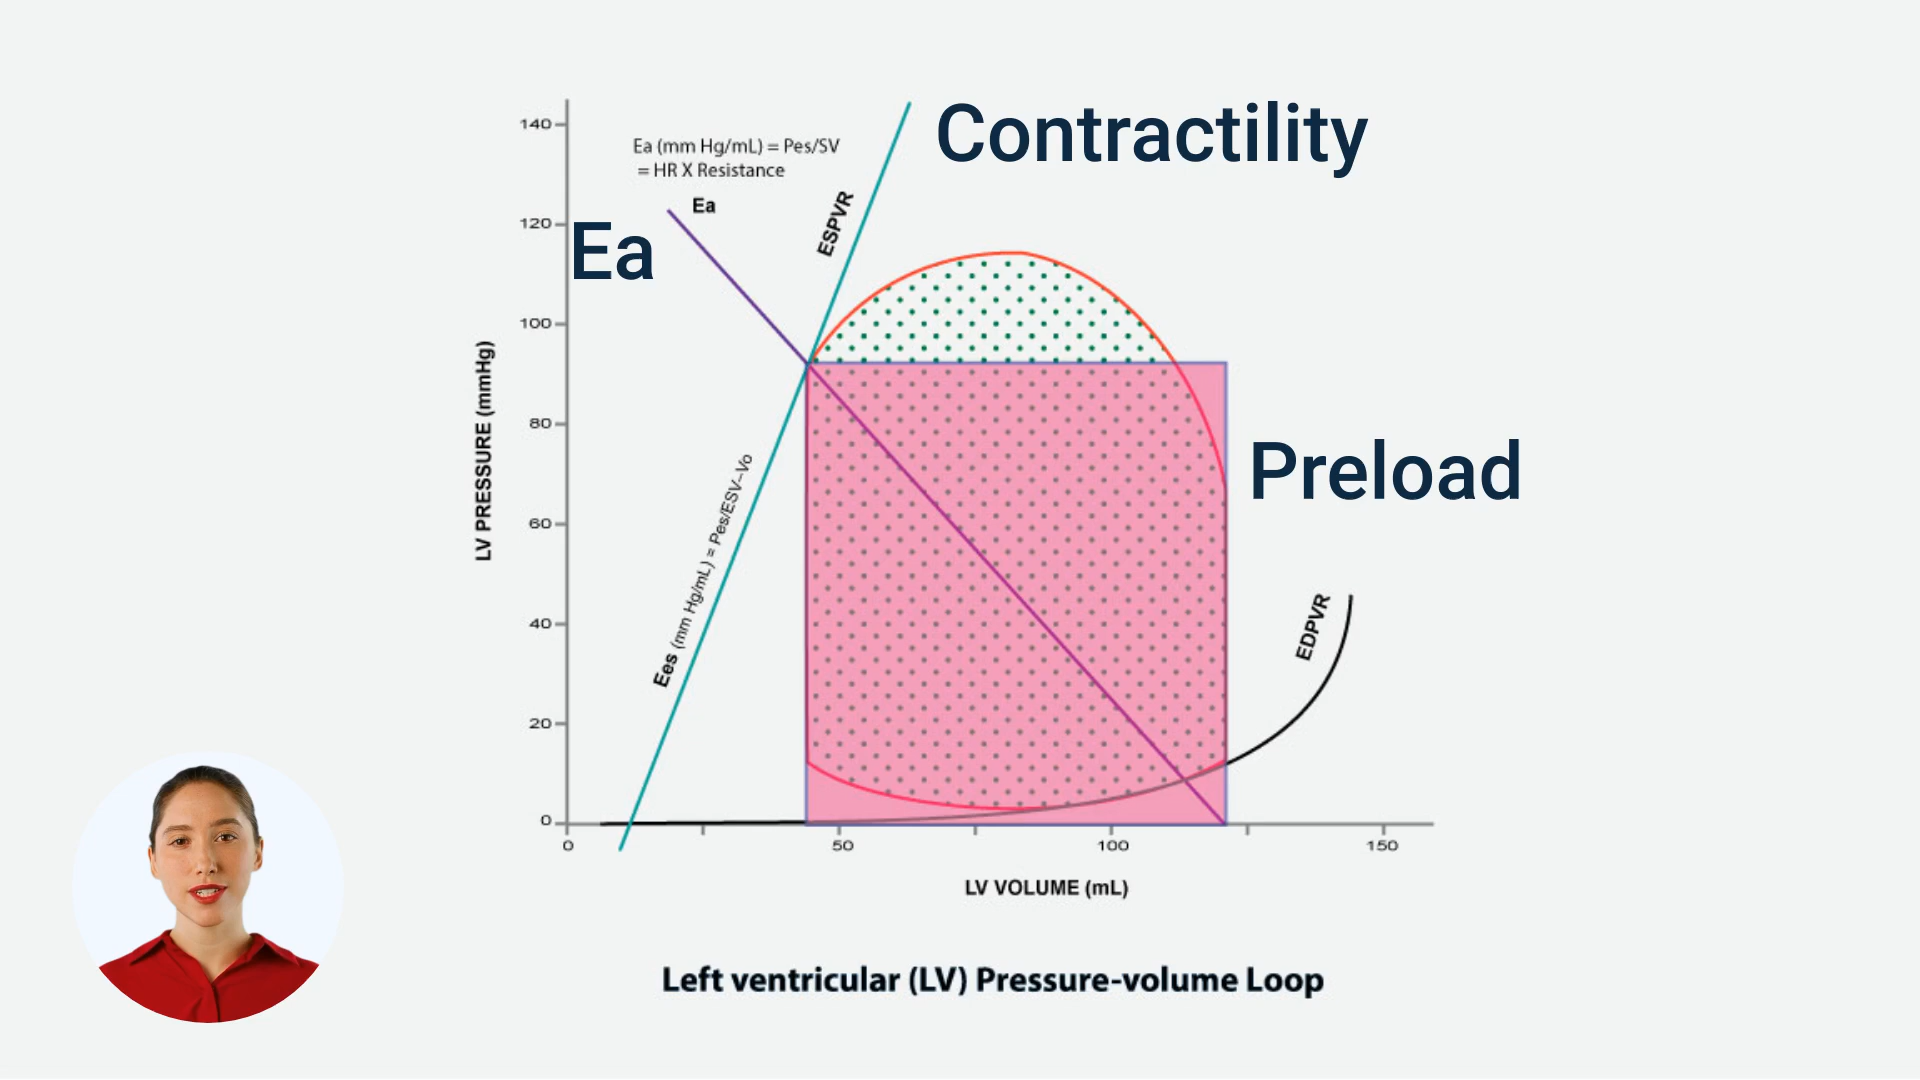 Contractility
Ea (mm Hg/mL) = Pes/SV
= HR X Resistance
Ea
Ea
ESPVR
Preload
Ees (mm Hg/mL) = Pes/ESV–Vo
EDPVR
LV PRESSURE (mmHg)
140
120
100
80
60
40
20
0
0
50
100
150
LV VOLUME (mL)
Left ventricular (LV) Pressure-volume Loop